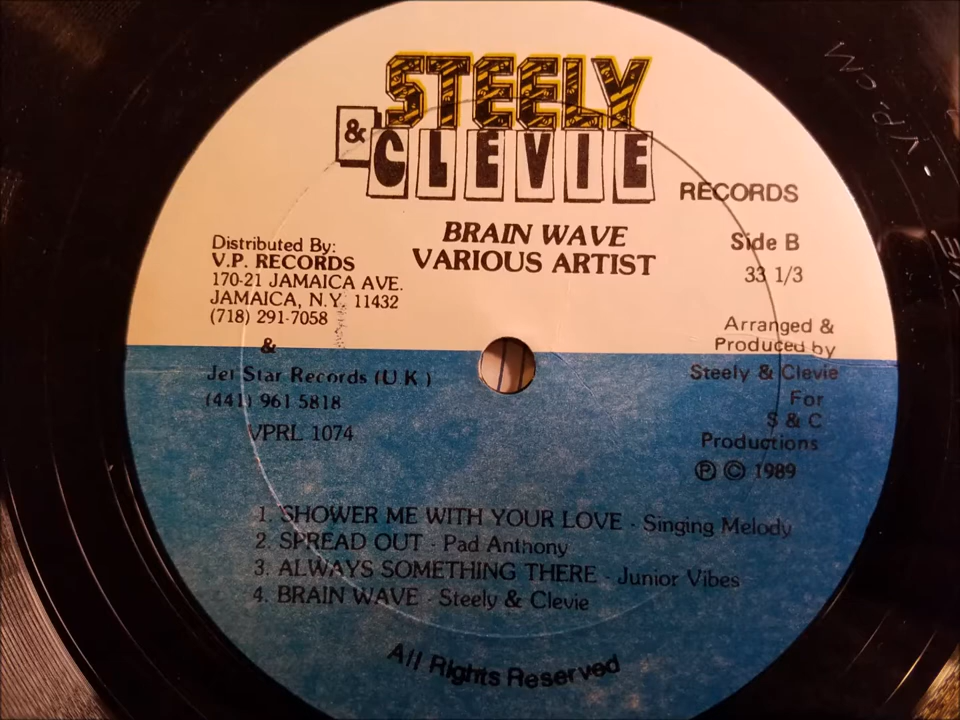 STEELY
& CLEVIE
RECORDS
BRAIN WAVE
VARIOUS ARTIST
Side B
33 1/3
Distributed By:
V.P. RECORDS
170-21 JAMAICA AVE.
JAMAICA, N.Y. 11432
(718) 291-7058
&
Jet Star Records (U.K.)
(441) 961 5818
VPRL 1074
Arranged &
Produced by
Steely & Clevie
For
S & C
Productions
Ⓟ © 1989
1. SHOWER ME WITH YOUR LOVE - Singing Melody
2. SPREAD OUT - Pad Anthony
3. ALWAYS SOMETHING THERE - Junior Vibes
4. BRAIN WAVE - Steely & Clevie
All Rights Reserved